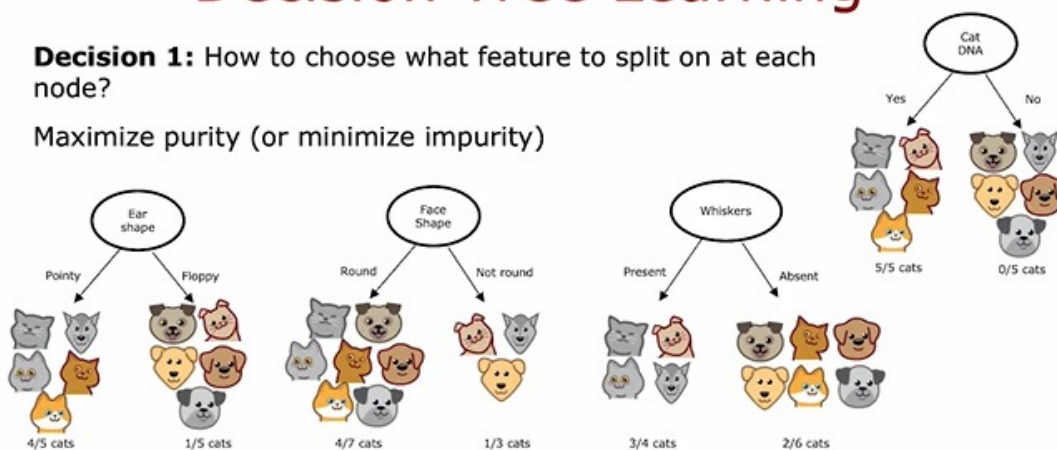 Decision Tree Learning
Decision 1: How to choose what feature to split on at each
node?
Maximize purity (or minimize impurity)
Cat
DNA
Yes
No
5/5 cats
0/5 cats
Ear
shape
Pointy
Floppy
4/5 cats
1/5 cats
Face
Shape
Round
Not round
4/7 cats
1/3 cats
Whiskers
Present
Absent
3/4 cats
2/6 cats